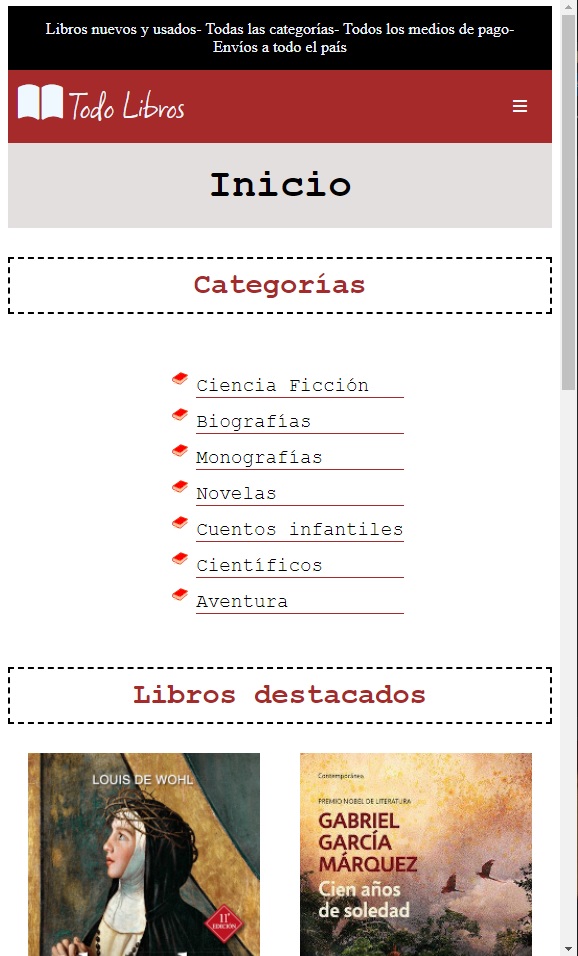 Libros nuevos y usados- Todas las categorías- Todos los medios de pago-
Envíos a todo el país
Todo Libros
Inicio
Categorías
Ciencia Ficción
Biografías
Monografías
Novelas
Cuentos infantiles
Científicos
Aventura
Libros destacados
LOUIS DE WOHL
11ª
EDICIÓN
Contemporánea
PREMIO NOBEL DE LITERATURA
GABRIEL
GARCÍA
MÁRQUEZ
Cien años
de soledad